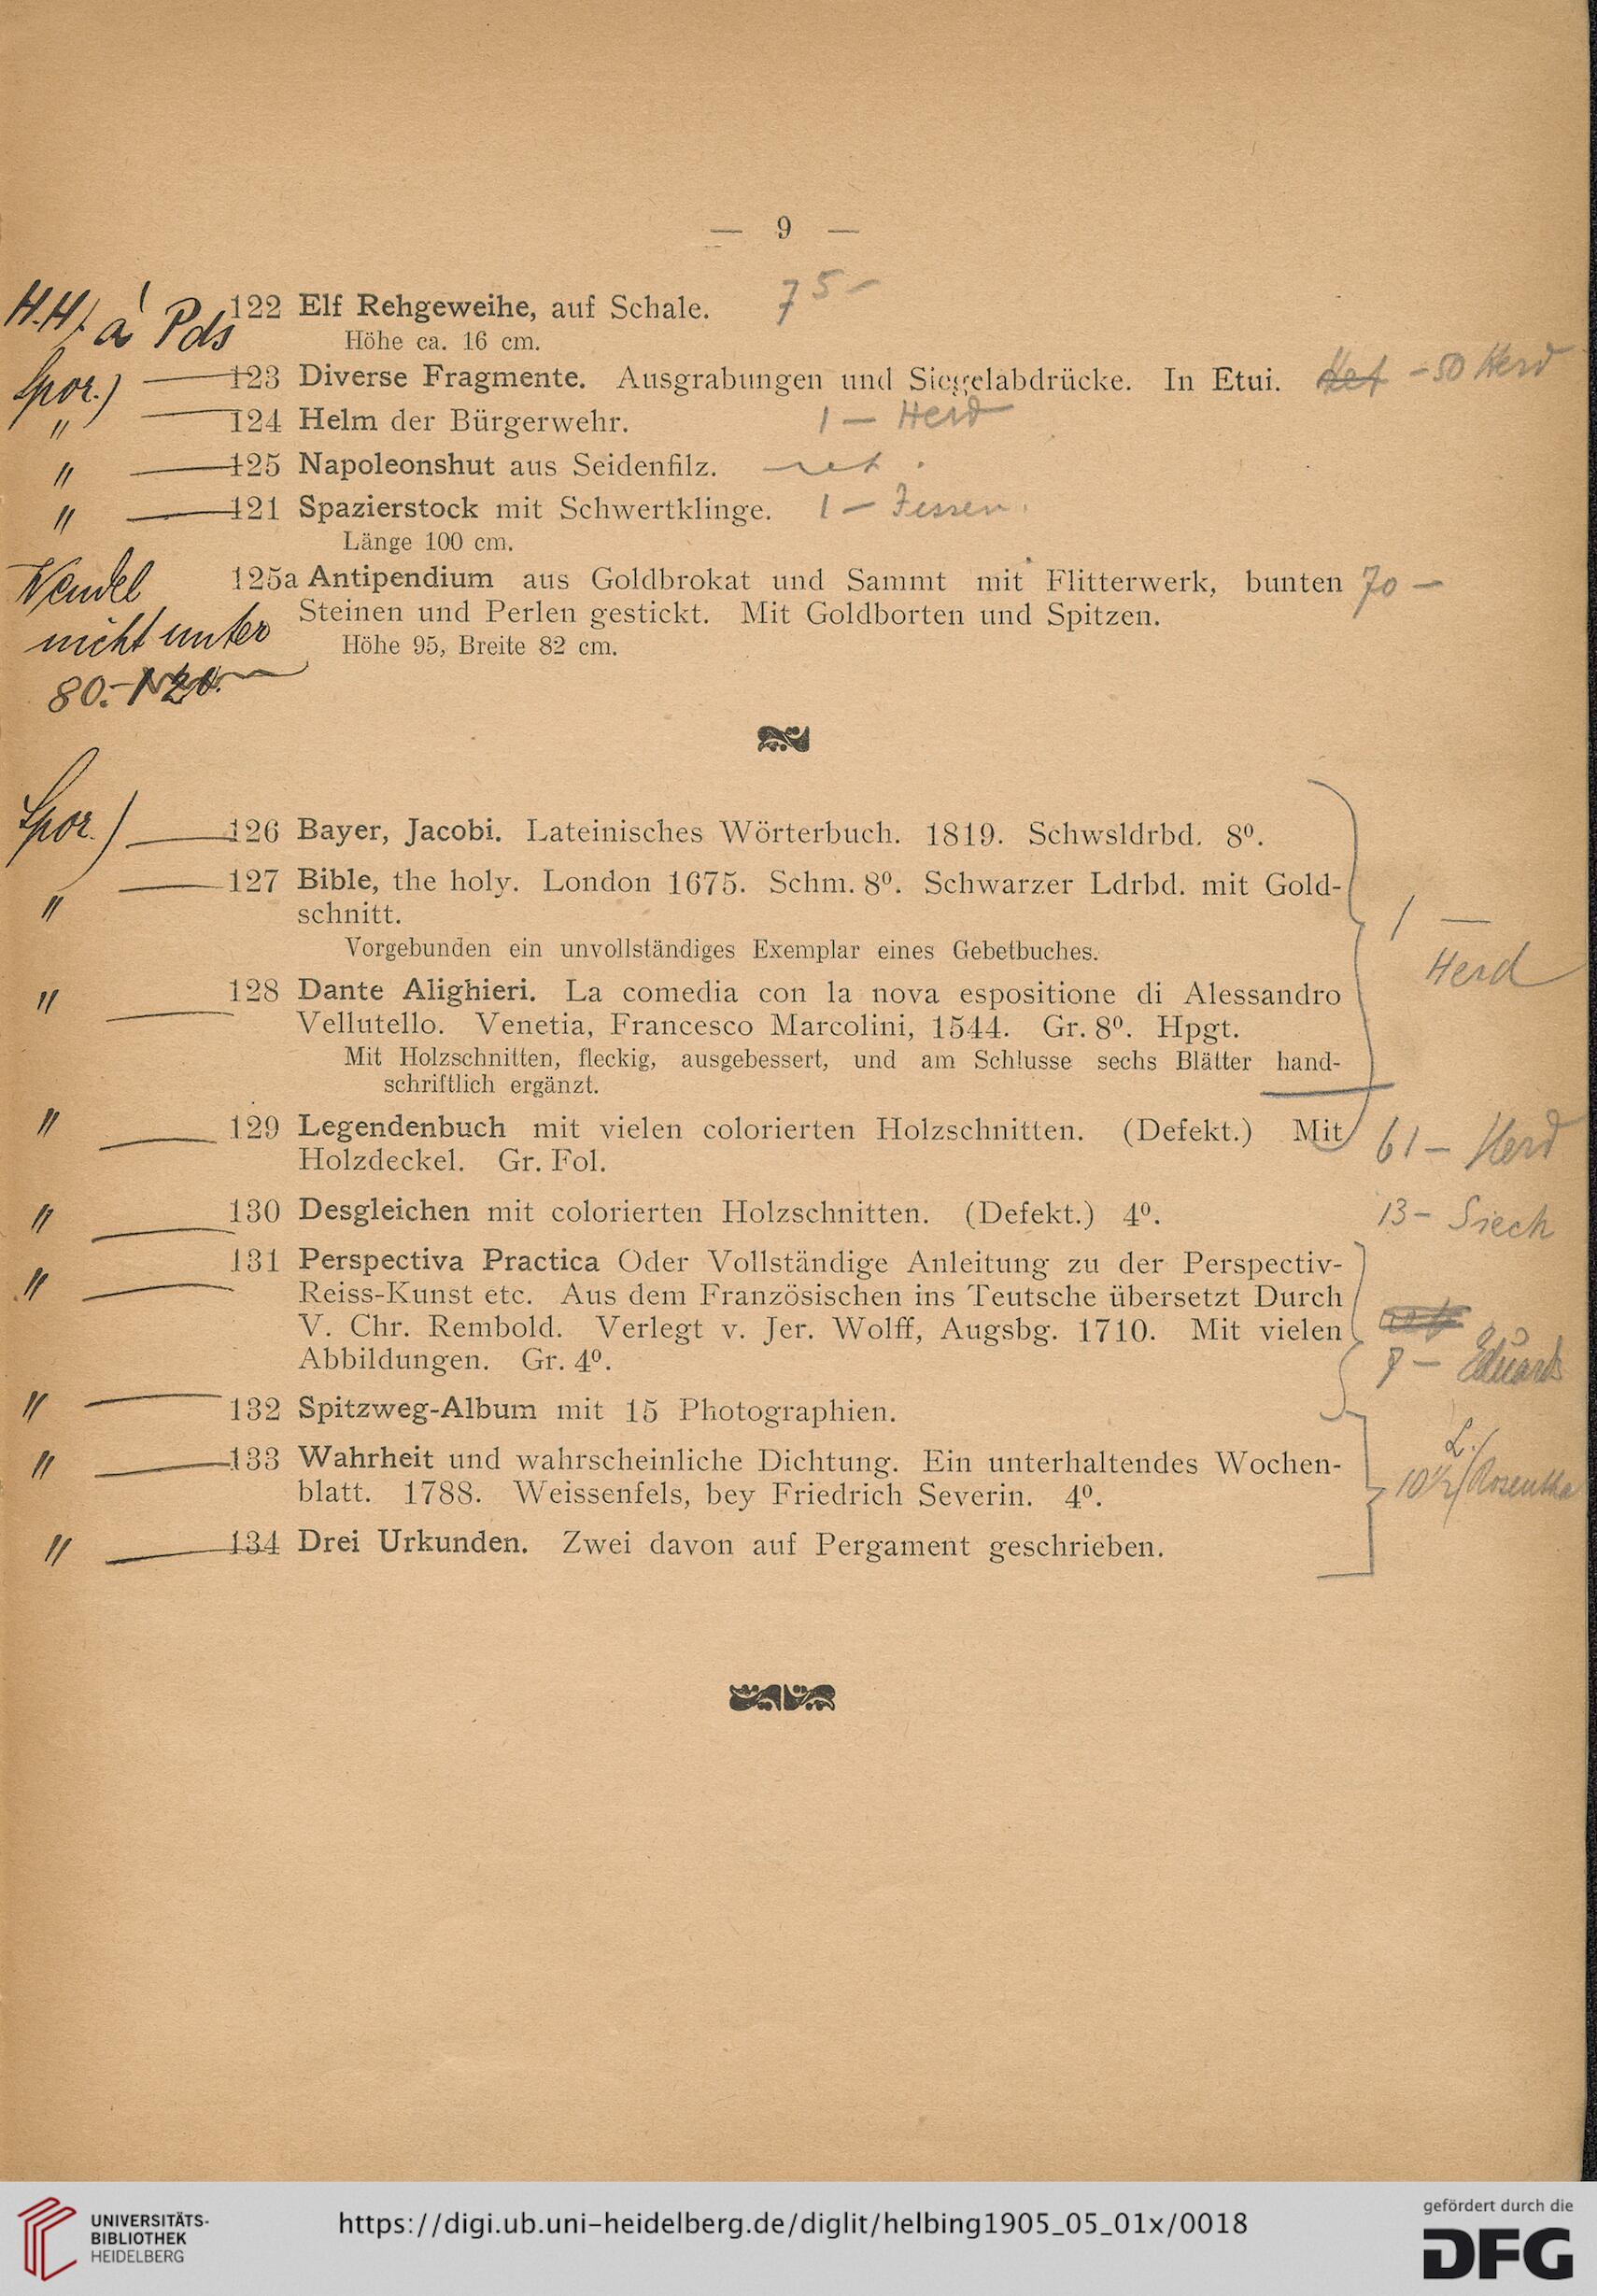 — 9 —
H.H. à Pds 122 Elf Rehgeweihe, auf Schale. 75 –
Höhe ca. 16 cm.
Spor.) — 123 Diverse Fragmente. Ausgrabungen und Siegelabdrücke. In Etui. – 50 Herd
" — 124 Helm der Bürgerwehr. 1 — Herd
" — 125 Napoleonshut aus Seidenfilz. ret.
" — 121 Spazierstock mit Schwertklinge. 1 –
Länge 100 cm.
Wendel 125a Antipendium aus Goldbrokat und Sammt mit Flitterwerk, bunten 70 –
nicht unter Steinen und Perlen gestickt. Mit Goldborten und Spitzen.
Höhe 95, Breite 82 cm.
80.–
Spor.) — 126 Bayer, Jacobi. Lateinisches Wörterbuch. 1819. Schwsldrbd. 8⁰.
" — 127 Bible, the holy. London 1675. Schm. 8⁰. Schwarzer Ldrbd. mit Gold-
schnitt. 1 —
Vorgebunden ein unvollständiges Exemplar eines Gebetbuches. Herd
" — 128 Dante Alighieri. La comedia con la nova espositione di Alessandro
Vellutello. Venetia, Francesco Marcolini, 1544. Gr. 8⁰. Hpgt.
Mit Holzschnitten, fleckig, ausgebessert, und am Schlusse sechs Blätter hand-
schriftlich ergänzt.
" — 129 Legendenbuch mit vielen colorierten Holzschnitten. (Defekt.) Mit 61 – Herd
Holzdeckel. Gr. Fol.
" — 130 Desgleichen mit colorierten Holzschnitten. (Defekt.) 4⁰. 13 – Siech
" — 131 Perspectiva Practica Oder Vollständige Anleitung zu der Perspectiv-
Reiss-Kunst etc. Aus dem Französischen ins Teutsche übersetzt Durch
V. Chr. Rembold. Verlegt v. Jer. Wolff, Augsbg. 1710. Mit vielen
Abbildungen. Gr. 4⁰. 8 –
" — 132 Spitzweg-Album mit 15 Photographien.
" — 133 Wahrheit und wahrscheinliche Dichtung. Ein unterhaltendes Wochen- L.
blatt. 1788. Weissenfels, bey Friedrich Severin. 4⁰. 10½ Rosentha
" — 134 Drei Urkunden. Zwei davon auf Pergament geschrieben.
UNIVERSITÄTS-
BIBLIOTHEK
HEIDELBERG
https://digi.ub.uni-heidelberg.de/diglit/helbing1905_05_01x/0018
gefördert durch die
DFG